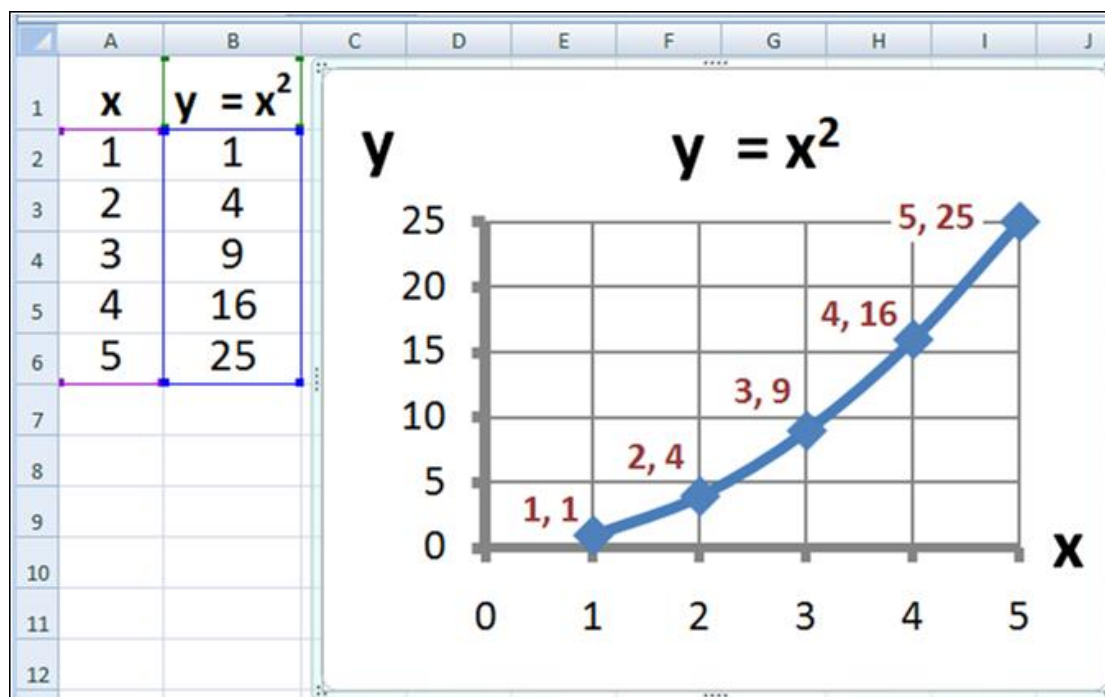 A B C D E F G H I J
1 x y = x²
2 1 1
3 2 4
4 3 9
5 4 16
6 5 25
7
8
9
10
11
12
y y = x²
25 5, 25
20
4, 16
15
3, 9
10
2, 4
5
1, 1
0 x
0 1 2 3 4 5